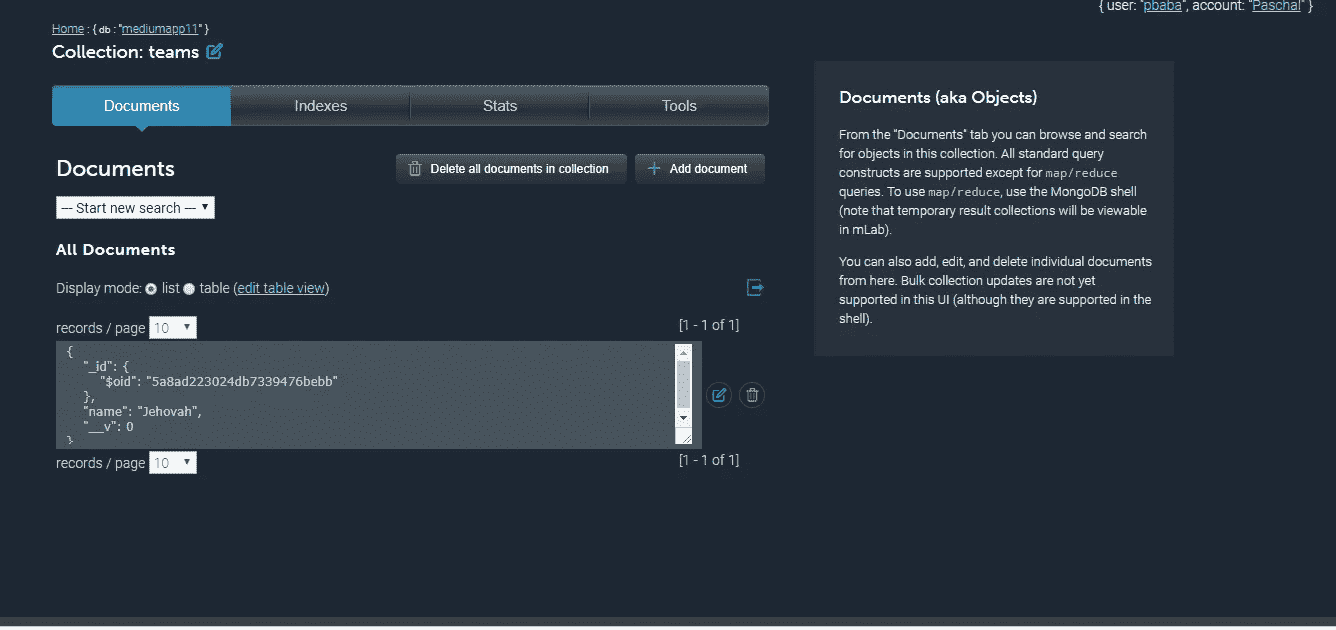 { user: "pbaba", account: "Paschal" }
Home : { db : "mediumapp11" }
Collection: teams
Documents
Indexes
Stats
Tools
Documents
Delete all documents in collection
+ Add document
--- Start new search ---
All Documents
Display mode: list table (edit table view)
records / page 10
[1 - 1 of 1]
{
"_id": {
"$oid": "5a8ad223024db7339476bebb"
},
"name": "Jehovah",
"__v": 0
}
records / page 10
[1 - 1 of 1]
Documents (aka Objects)
From the "Documents" tab you can browse and search
for objects in this collection. All standard query
constructs are supported except for map/reduce
queries. To use map/reduce, use the MongoDB shell
(note that temporary result collections will be viewable
in mLab).
You can also add, edit, and delete individual documents
from here. Bulk collection updates are not yet
supported in this UI (although they are supported in the
shell).